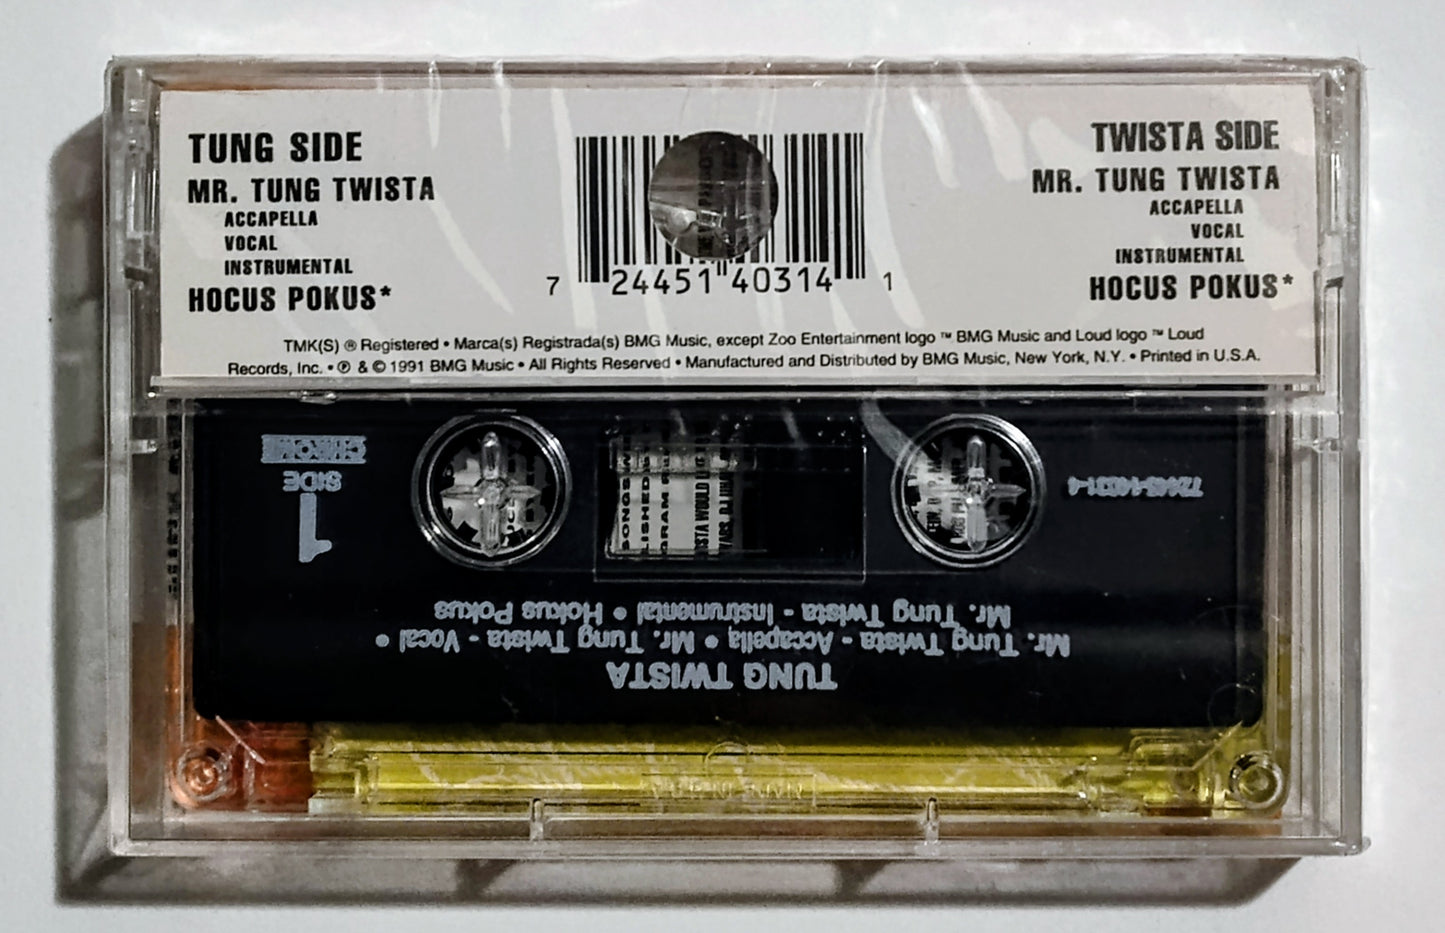 TUNG SIDE
MR. TUNG TWISTA
ACCAPELLA
VOCAL
INSTRUMENTAL
HOCUS POKUS*
7 24451 40314 1
TWISTA SIDE
MR. TUNG TWISTA
ACCAPELLA
VOCAL
INSTRUMENTAL
HOCUS POKUS*
TMK(S) ® Registered • Marca(s) Registrada(s) BMG Music, except Zoo Entertainment logo ™ BMG Music and Loud logo ™ Loud
Records, Inc. • ℗ & © 1991 BMG Music • All Rights Reserved • Manufactured and Distributed by BMG Music, New York, N.Y. • Printed in U.S.A.
TUNG TWISTA
Mr. Tung Twista - Accapella • Mr. Tung Twista - Vocal •
Mr. Tung Twista - Instrumental • Hokus Pokus
SIDE
1
CHROME